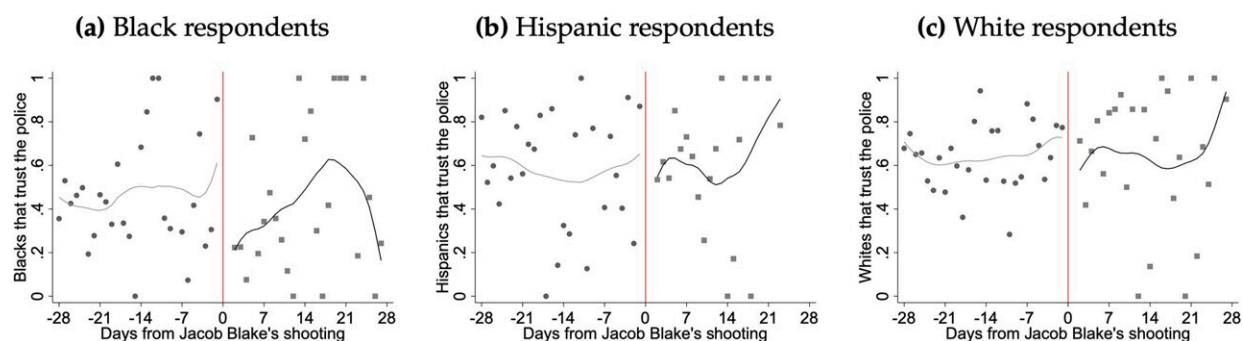 (a) Black respondents
Blacks that trust the police
1
.8
.6
.4
.2
0
-28 -21 -14 -7 0 7 14 21 28
Days from Jacob Blake's shooting
(b) Hispanic respondents
Hispanics that trust the police
1
.8
.6
.4
.2
0
-28 -21 -14 -7 0 7 14 21 28
Days from Jacob Blake's shooting
(c) White respondents
Whites that trust the police
1
.8
.6
.4
.2
0
-28 -21 -14 -7 0 7 14 21 28
Days from Jacob Blake's shooting